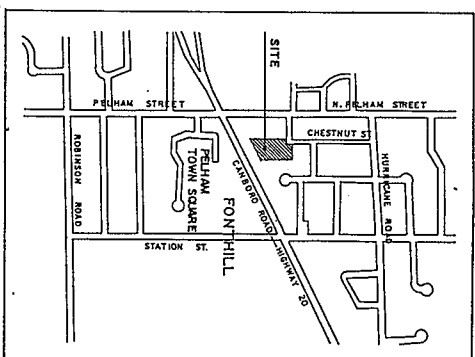 SITE
PELHAM STREET
N. PELHAM STREET
CHESTNUT ST.
ROBINSON ROAD
PELHAM
TOWN SQUARE
FONTHILL
CANBORO ROAD
HIGHWAY 20
HURRICANE ROAD
STATION ST.